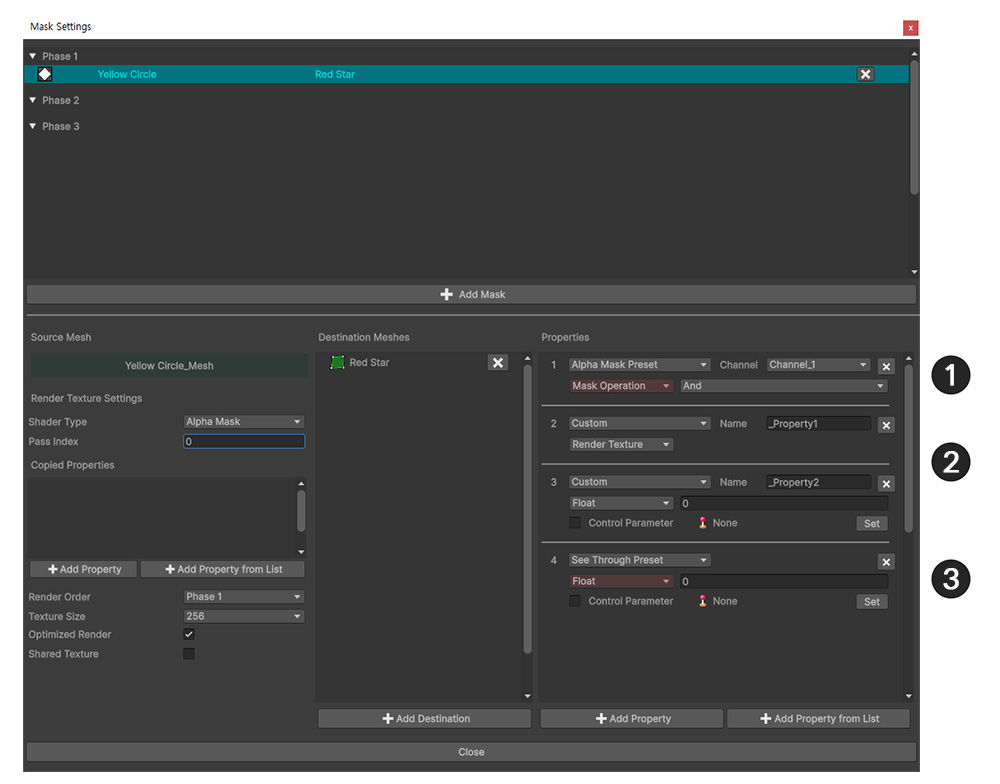 Mask Settings
x
Phase 1
Yellow Circle Red Star
Phase 2
Phase 3
Add Mask
Source Mesh
Yellow Circle_Mesh
Render Texture Settings
Shader Type Alpha Mask
Pass Index 0
Copied Properties
Add Property Add Property from List
Render Order Phase 1
Texture Size 256
Optimized Render
Shared Texture
Destination Meshes
Red Star
Add Destination
Properties
1 Alpha Mask Preset Channel Channel_1
Mask Operation And
2 Custom Name _Property1
Render Texture
3 Custom Name _Property2
Float 0
Control Parameter None Set
4 See Through Preset
Float 0
Control Parameter None Set
Add Property Add Property from List
Close
1
2
3